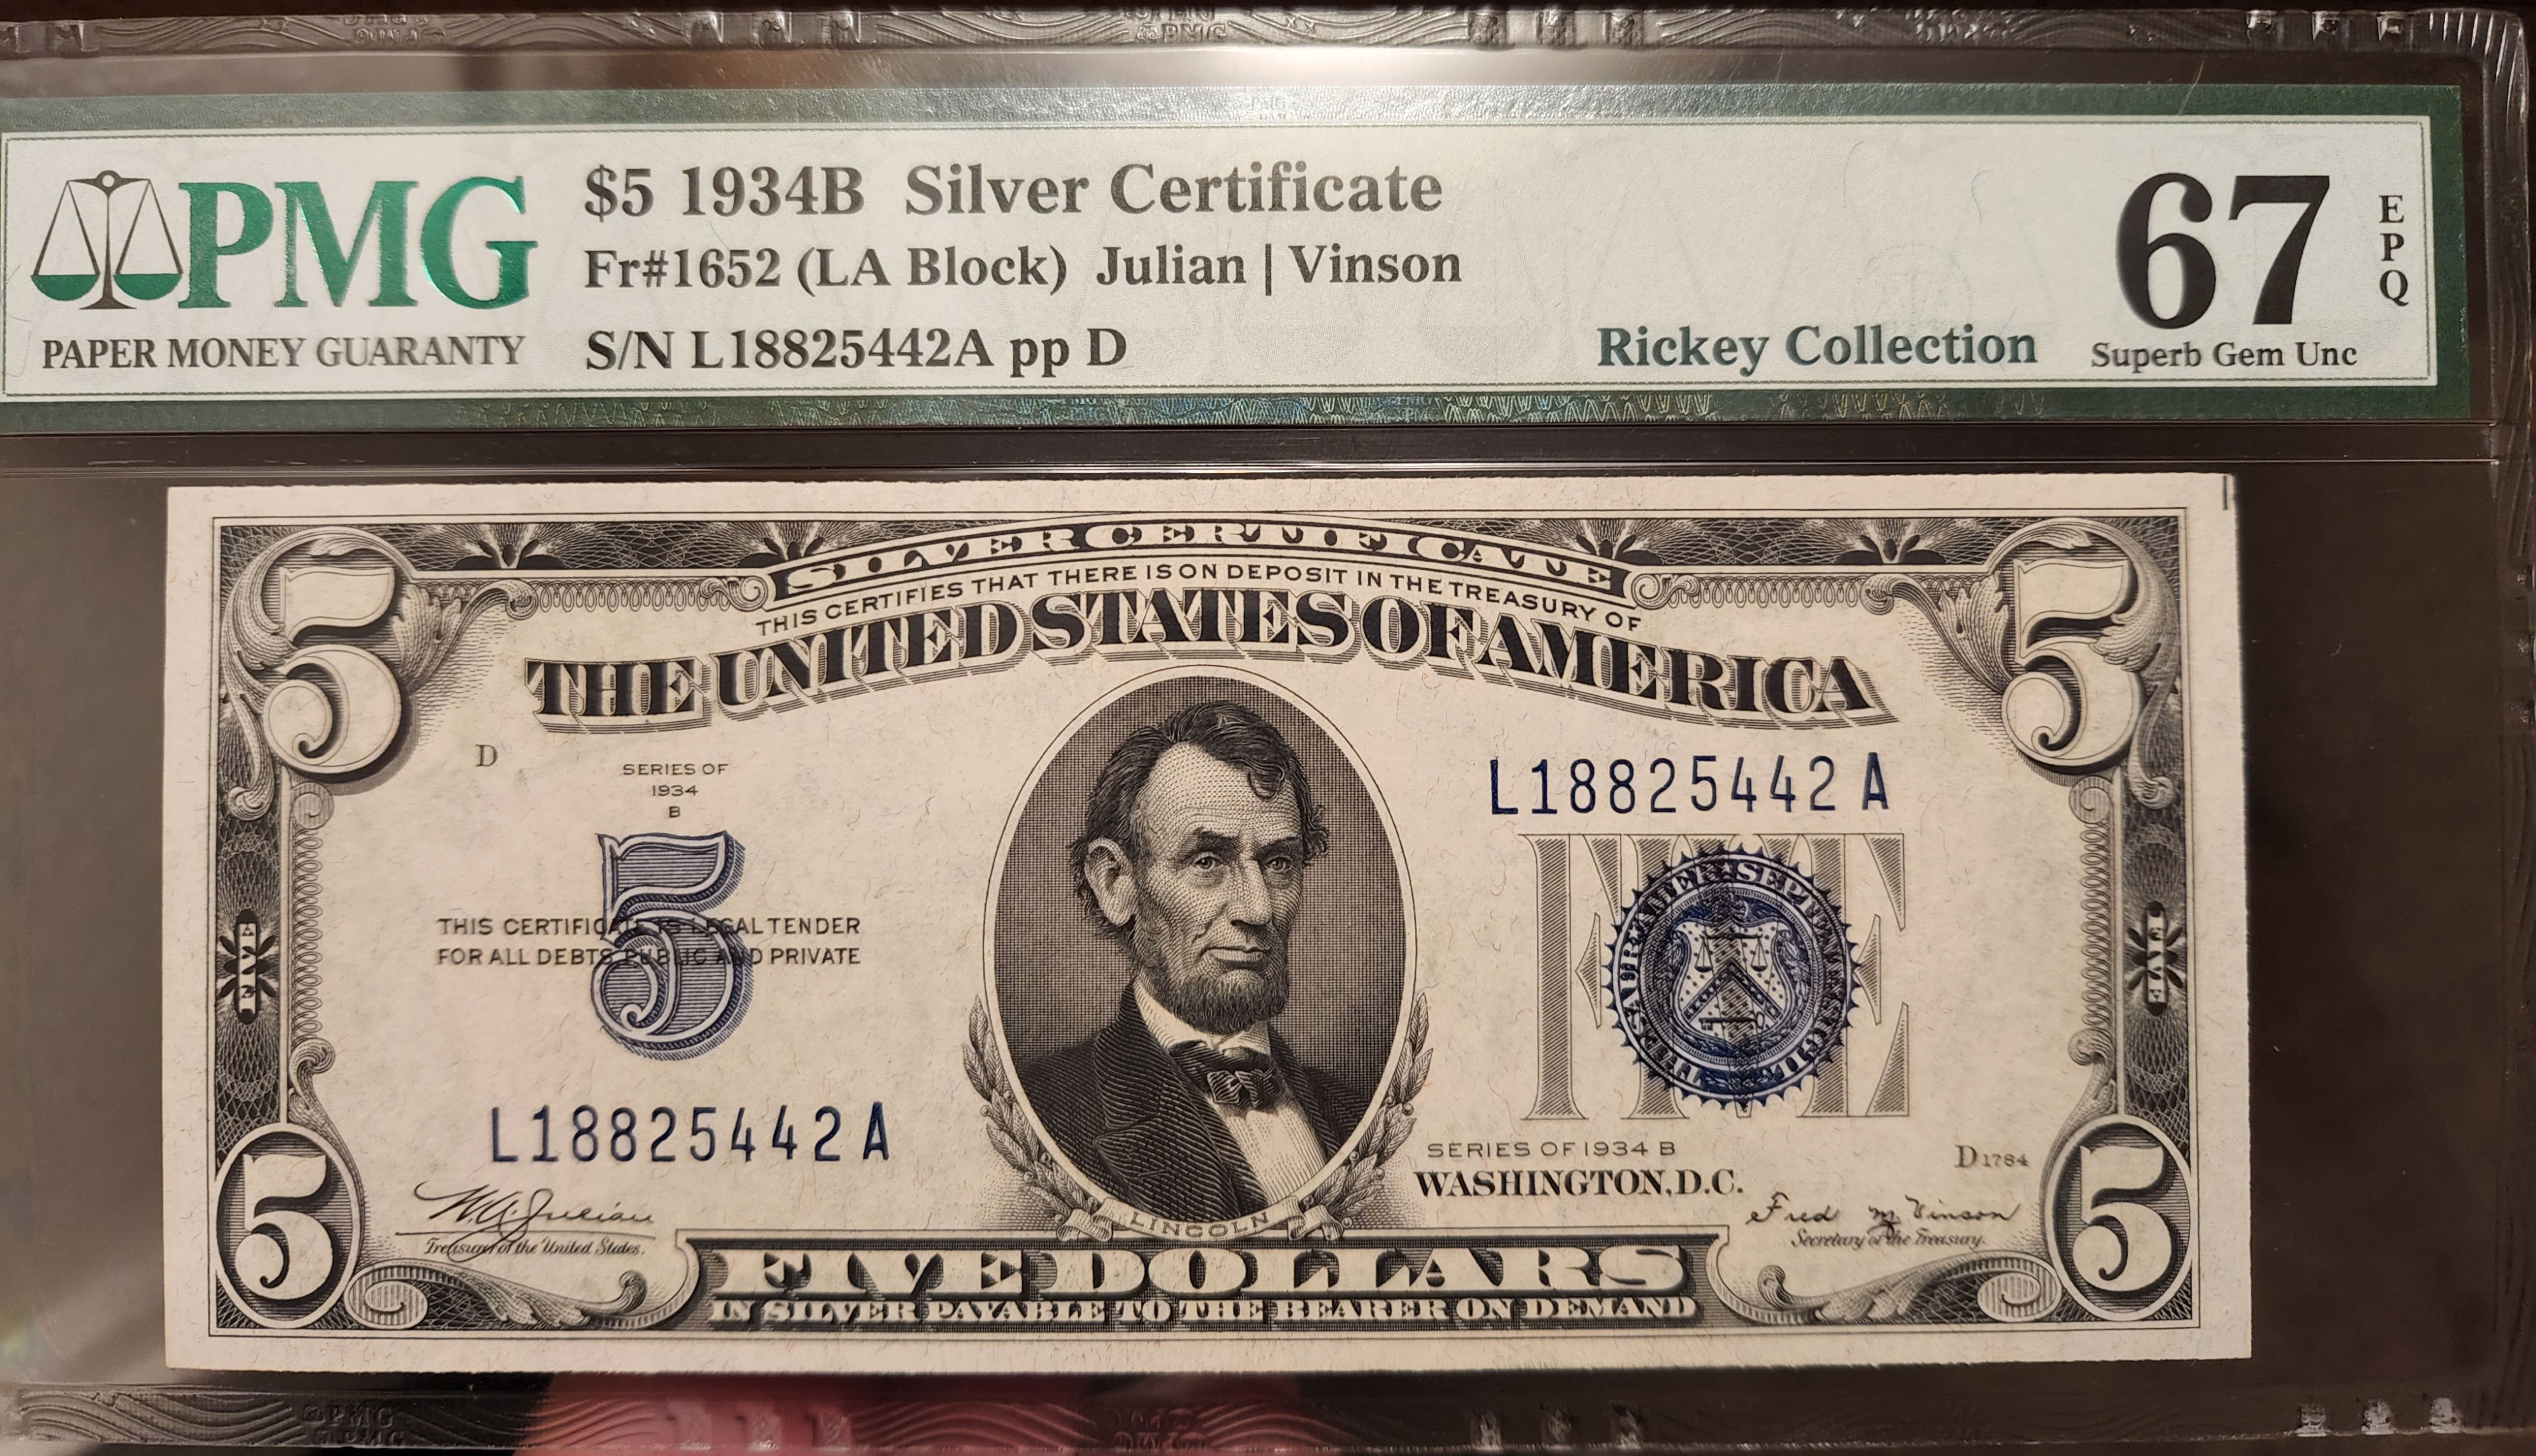 PMG
PAPER MONEY GUARANTY
$5 1934B Silver Certificate
Fr#1652 (LA Block) Julian | Vinson
S/N L18825442A pp D
Rickey Collection
67
EPQ
Superb Gem Unc
5
5
SILVER CERTIFICATE
THIS CERTIFIES THAT THERE IS ON DEPOSIT IN THE TREASURY OF
THE UNITED STATES OF AMERICA
D
SERIES OF
1934
B
L18825442A
5
FIVE
THIS CERTIFICATE IS LEGAL TENDER
FOR ALL DEBTS PUBLIC AND PRIVATE
FIVE
FIVE
L18825442A
SERIES OF 1934 B
WASHINGTON, D.C.
D1784
W.A. Julian
Treasurer of the United States.
LINCOLN
Fred M Vinson
Secretary of the Treasury.
5
5
FIVE DOLLARS
IN SILVER PAYABLE TO THE BEARER ON DEMAND
PMG